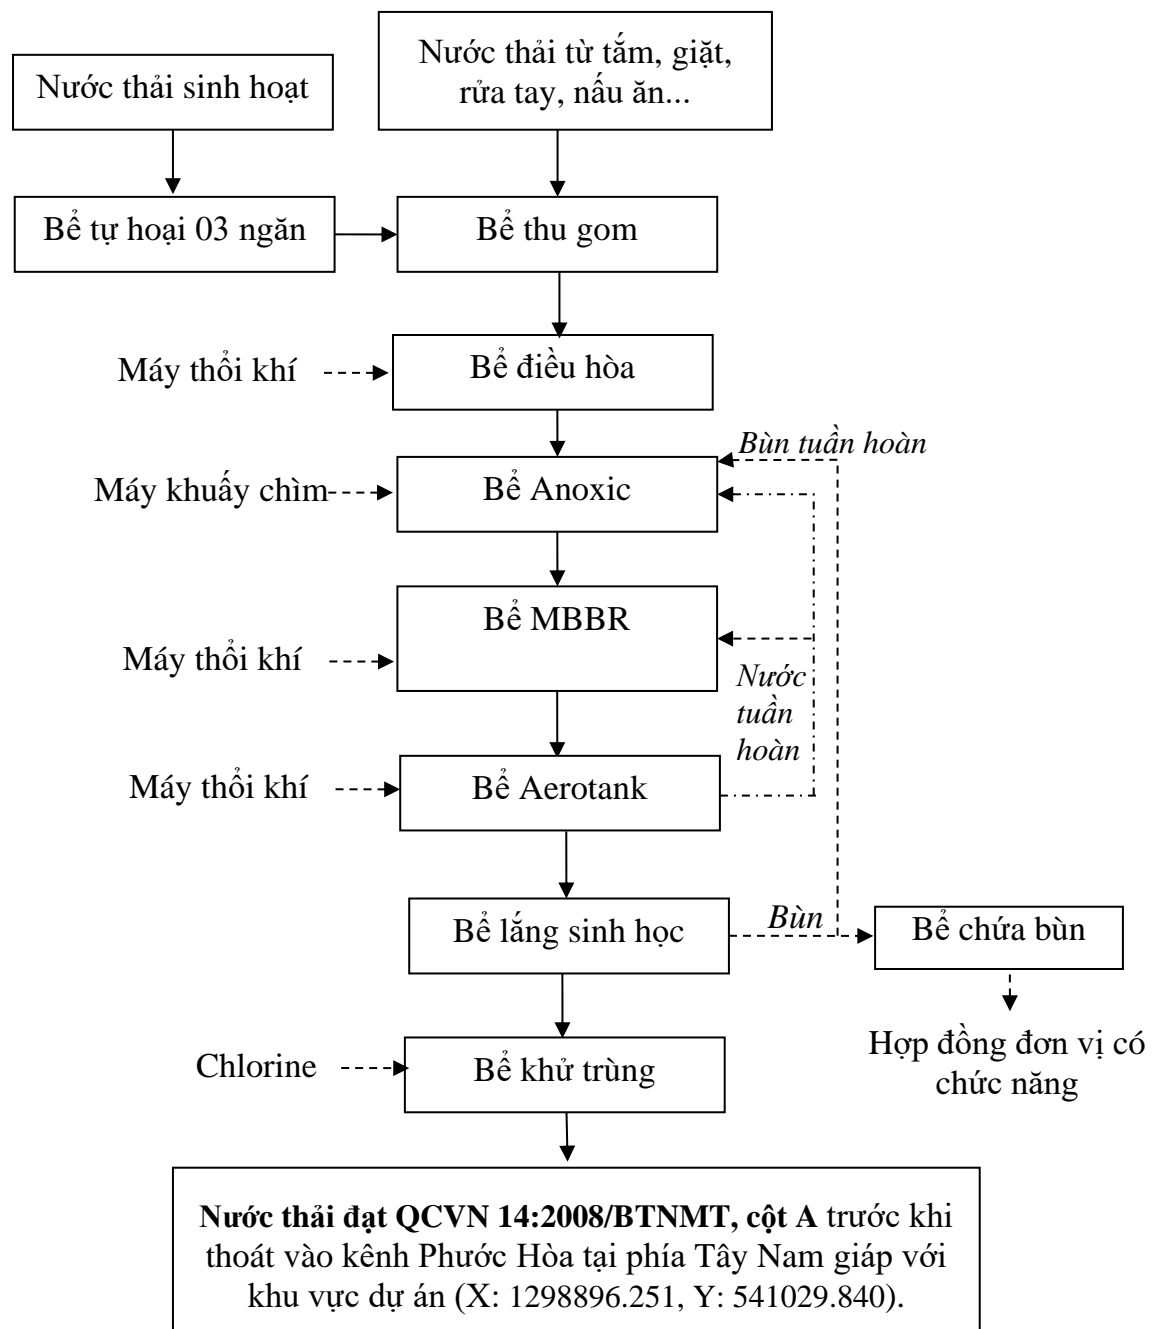 Nước thải sinh hoạt
Nước thải từ tắm, giặt,
rửa tay, nấu ăn...
Bể tự hoại 03 ngăn
Bể thu gom
Máy thổi khí
Bể điều hòa
Bùn tuần hoàn
Máy khuấy chìm
Bể Anoxic
Bể MBBR
Máy thổi khí
Nước
tuần
hoàn
Máy thổi khí
Bể Aerotank
Bể lắng sinh học
Bùn
Bể chứa bùn
Hợp đồng đơn vị có
chức năng
Chlorine
Bể khử trùng
Nước thải đạt QCVN 14:2008/BTNMT, cột A trước khi
thoát vào kênh Phước Hòa tại phía Tây Nam giáp với
khu vực dự án (X: 1298896.251, Y: 541029.840).